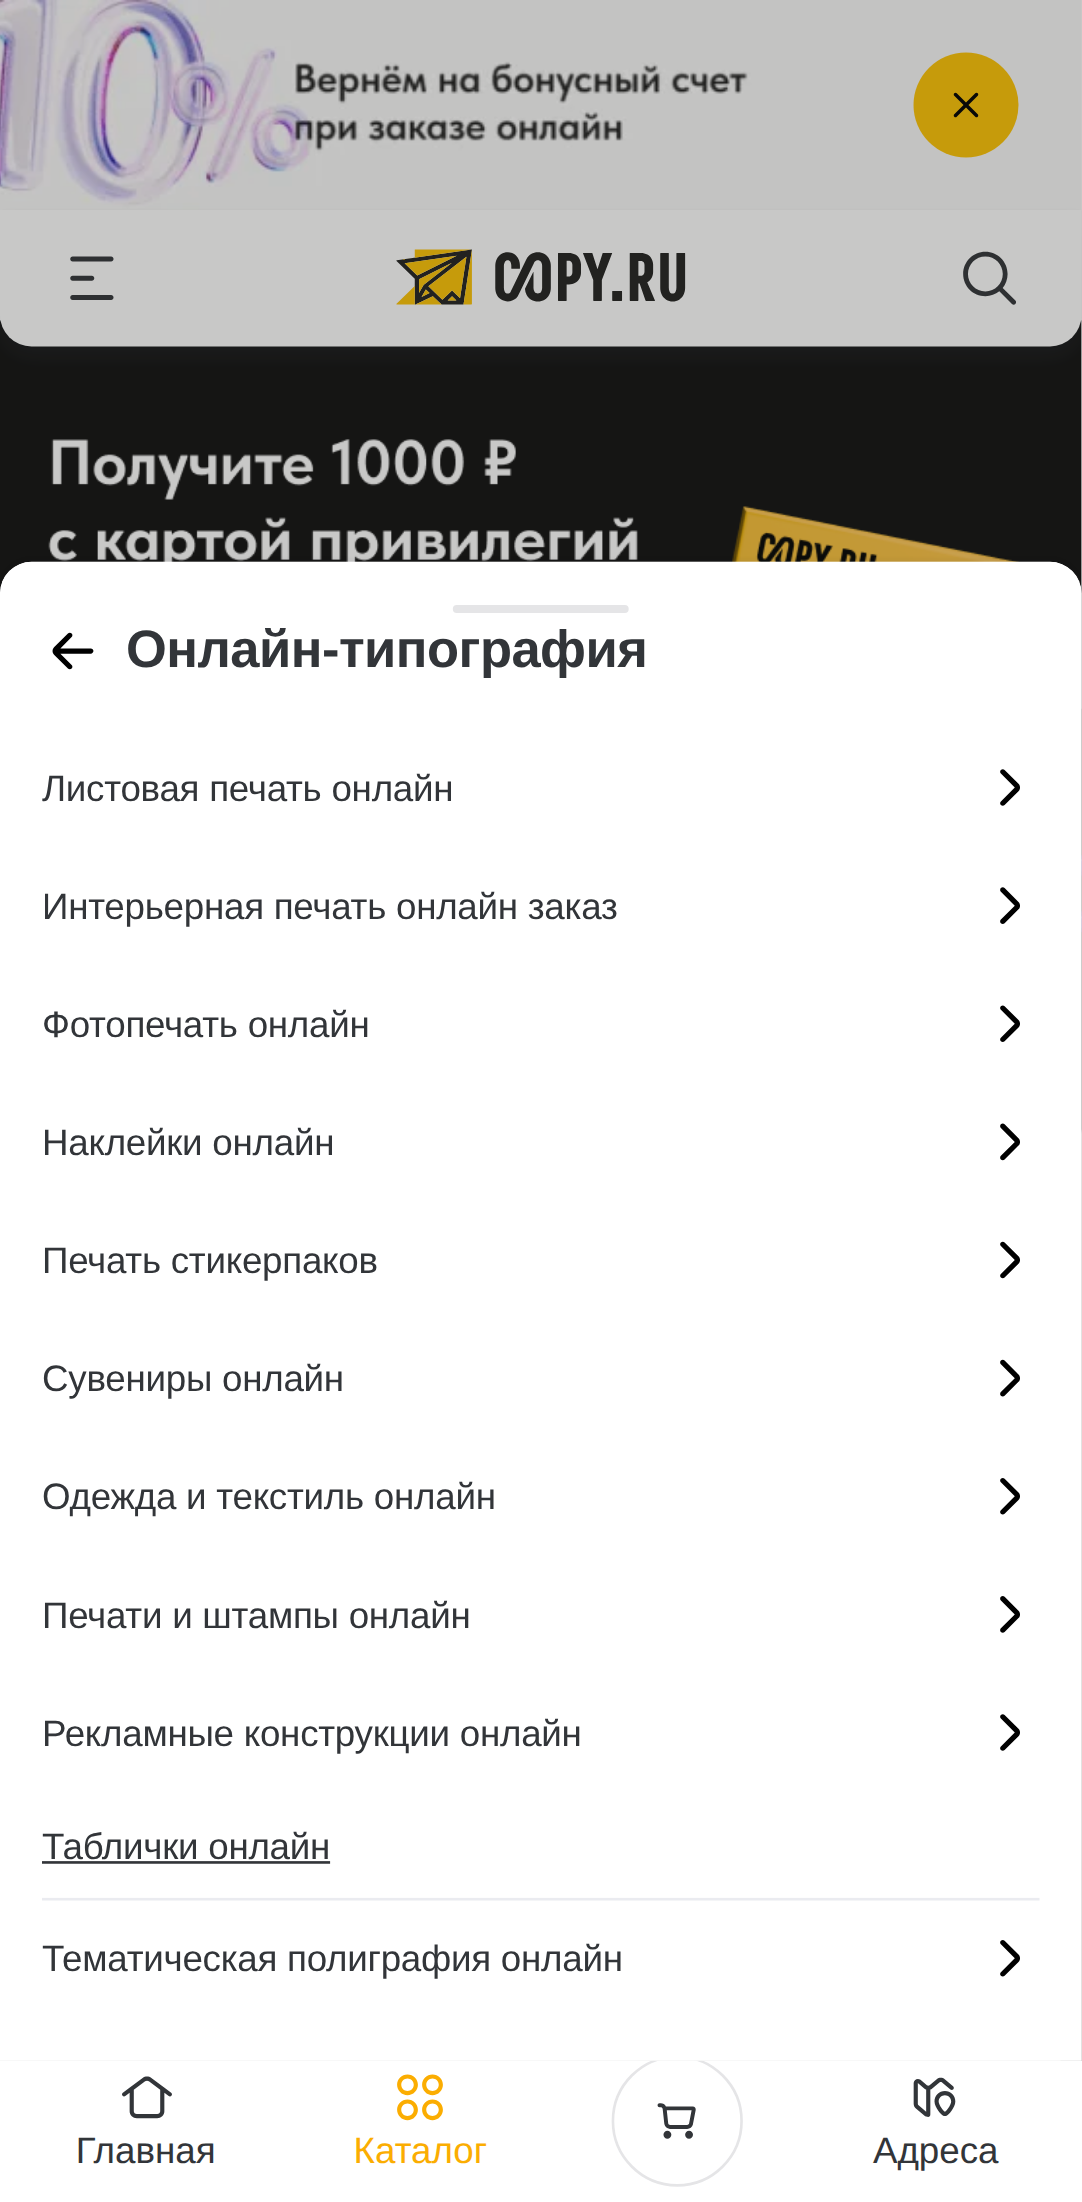 10%
Вернём на бонусный счет
при заказе онлайн
COPY.RU
Получите 1000 ₽
с картой привилегий
COPY.RU
Онлайн-типография
Листовая печать онлайн
Интерьерная печать онлайн заказ
Фотопечать онлайн
Наклейки онлайн
Печать стикерпаков
Сувениры онлайн
Одежда и текстиль онлайн
Печати и штампы онлайн
Рекламные конструкции онлайн
Таблички онлайн
Тематическая полиграфия онлайн
Главная
Каталог
Адреса